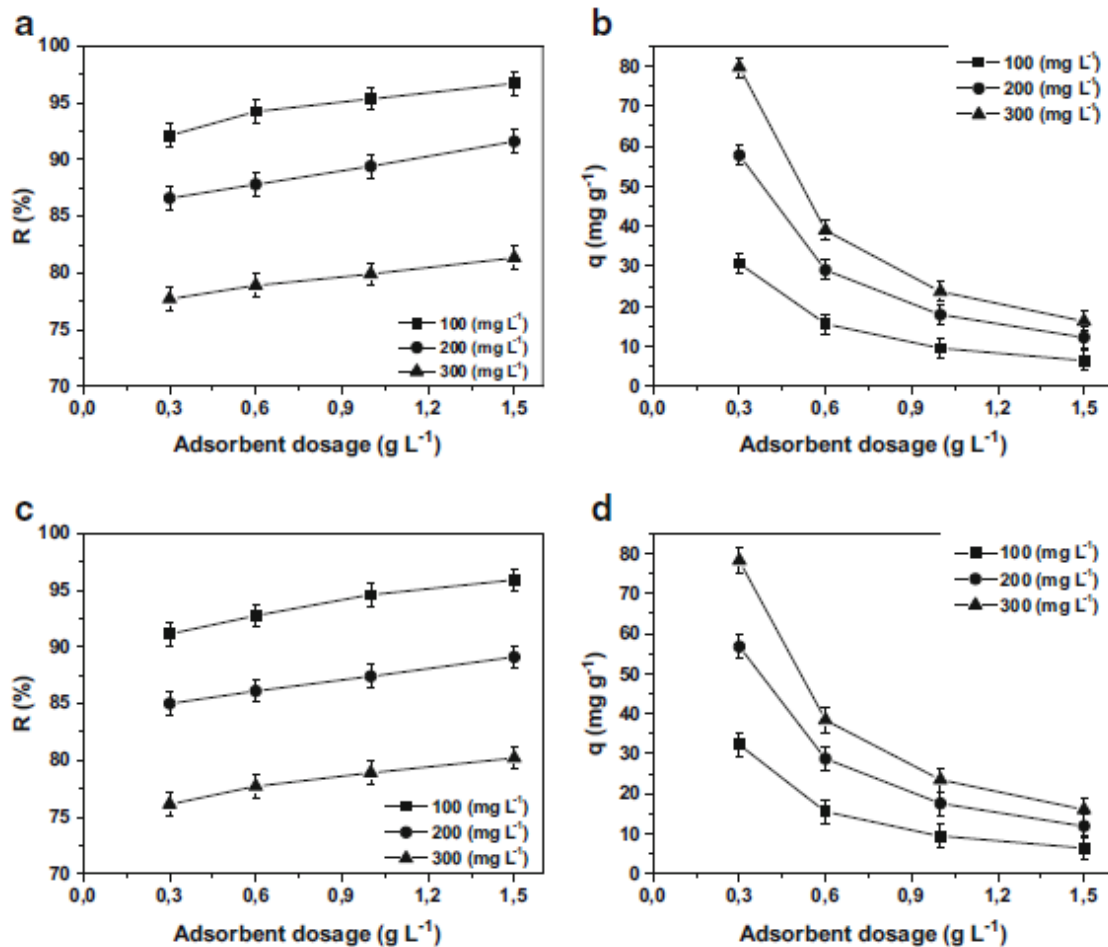 a
100
95
90
85
80
75
70
R (%)
100 (mg L⁻¹)
200 (mg L⁻¹)
300 (mg L⁻¹)
0,0 0,3 0,6 0,9 1,2 1,5
Adsorbent dosage (g L⁻¹)
b
80
70
60
50
40
30
20
10
0
q (mg g⁻¹)
100 (mg L⁻¹)
200 (mg L⁻¹)
300 (mg L⁻¹)
0,0 0,3 0,6 0,9 1,2 1,5
Adsorbent dosage (g L⁻¹)
c
100
95
90
85
80
75
70
R (%)
100 (mg L⁻¹)
200 (mg L⁻¹)
300 (mg L⁻¹)
0,0 0,3 0,6 0,9 1,2 1,5
Adsorbent dosage (g L⁻¹)
d
80
70
60
50
40
30
20
10
0
q (mg g⁻¹)
100 (mg L⁻¹)
200 (mg L⁻¹)
300 (mg L⁻¹)
0,0 0,3 0,6 0,9 1,2 1,5
Adsorbent dosage (g L⁻¹)